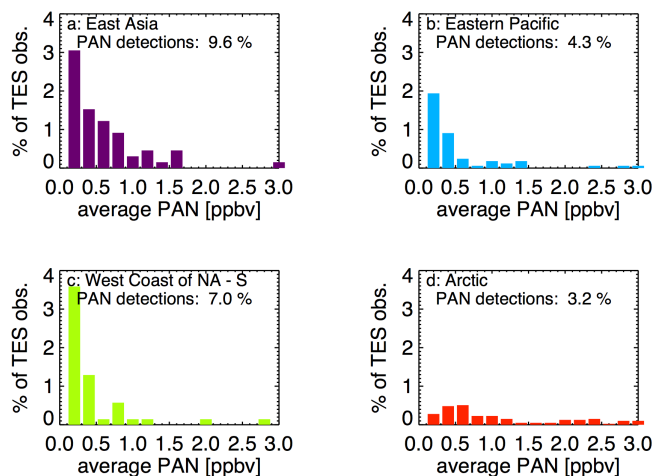 a: East Asia
PAN detections: 9.6 %
% of TES obs.
4
3
2
1
0
0.0 0.5 1.0 1.5 2.0 2.5 3.0
average PAN [ppbv]
b: Eastern Pacific
PAN detections: 4.3 %
% of TES obs.
4
3
2
1
0
0.0 0.5 1.0 1.5 2.0 2.5 3.0
average PAN [ppbv]
c: West Coast of NA - S
PAN detections: 7.0 %
% of TES obs.
4
3
2
1
0
0.0 0.5 1.0 1.5 2.0 2.5 3.0
average PAN [ppbv]
d: Arctic
PAN detections: 3.2 %
% of TES obs.
4
3
2
1
0
0.0 0.5 1.0 1.5 2.0 2.5 3.0
average PAN [ppbv]